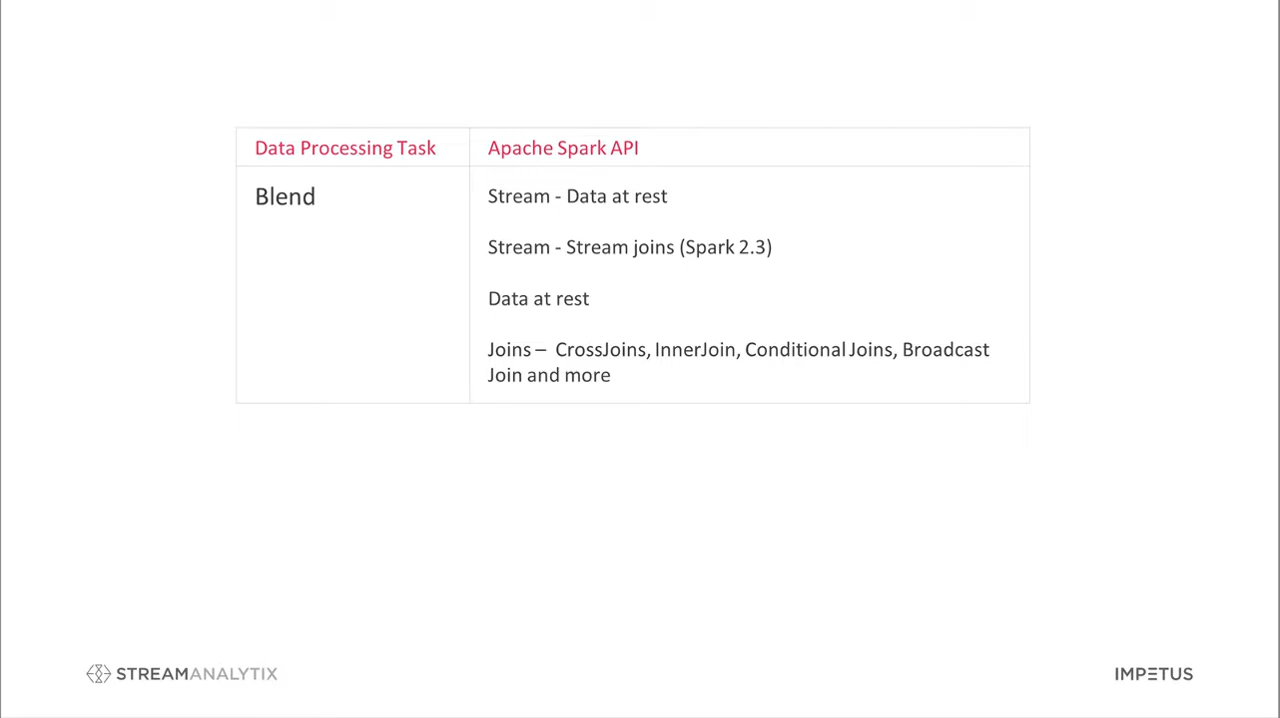 Data Processing Task
Apache Spark API
Blend
Stream - Data at rest
Stream - Stream joins (Spark 2.3)
Data at rest
Joins – CrossJoins, InnerJoin, Conditional Joins, Broadcast
Join and more
STREAMANALYTIX
IMPETUS